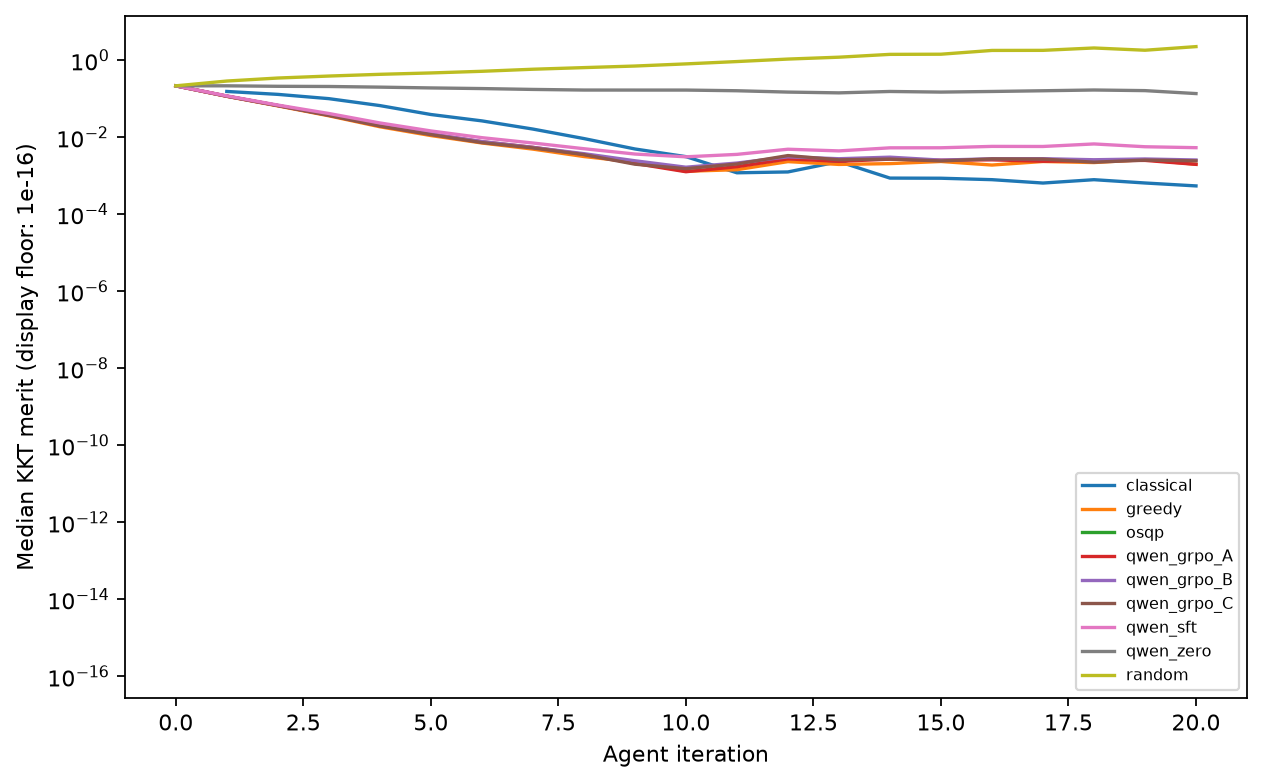 Median KKT merit (display floor: 1e-16)
10⁰
10⁻²
10⁻⁴
10⁻⁶
10⁻⁸
10⁻¹⁰
10⁻¹²
10⁻¹⁴
10⁻¹⁶
classical
greedy
osqp
qwen_grpo_A
qwen_grpo_B
qwen_grpo_C
qwen_sft
qwen_zero
random
0.0 2.5 5.0 7.5 10.0 12.5 15.0 17.5 20.0
Agent iteration